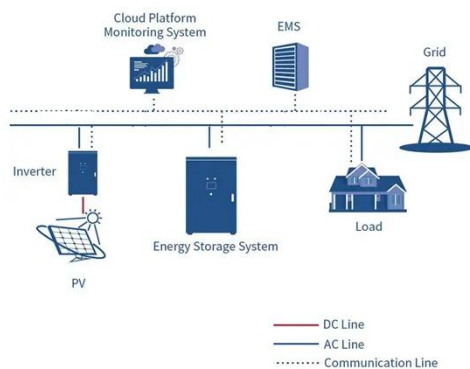 Cloud Platform
Monitoring System
EMS
Grid
Inverter
Energy Storage System
Load
PV
DC Line
AC Line
Communication Line